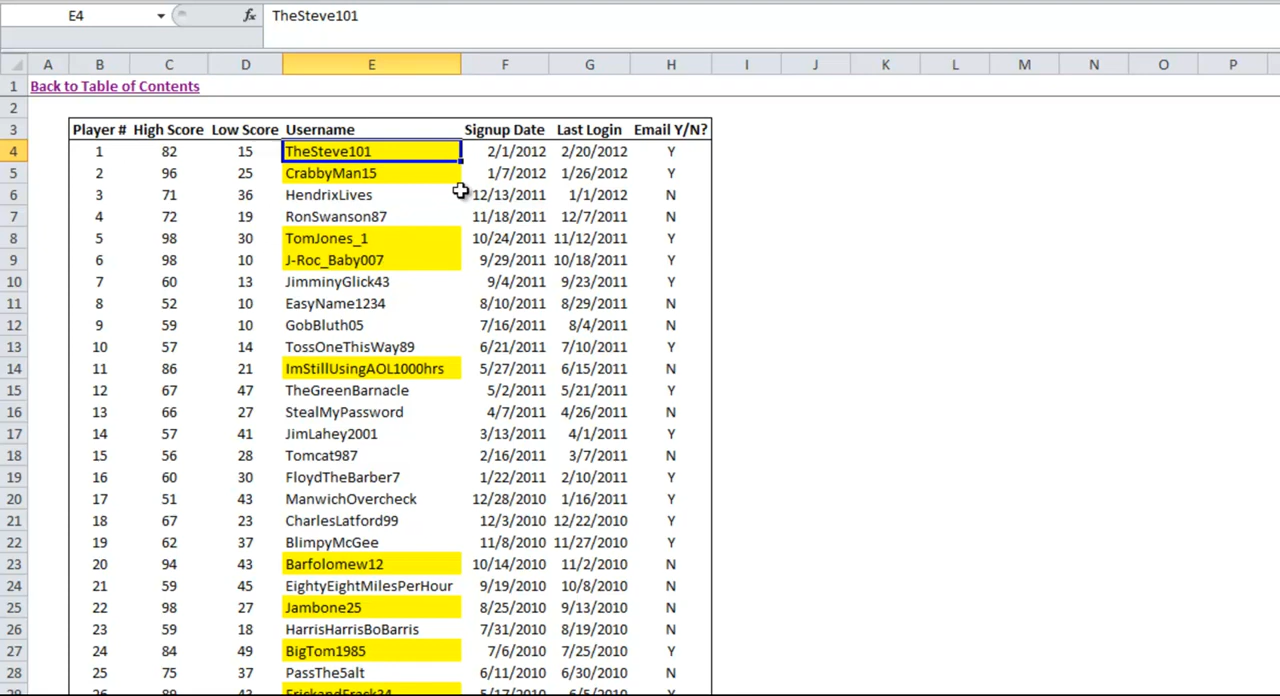 E4 fx TheSteve101
A B C D E F G H I J K L M N O P
1 Back to Table of Contents
2
3 Player # High Score Low Score Username Signup Date Last Login Email Y/N?
4 1 82 15 TheSteve101 2/1/2012 2/20/2012 Y
5 2 96 25 CrabbyMan15 1/7/2012 1/26/2012 Y
6 3 71 36 HendrixLives 12/13/2011 1/1/2012 N
7 4 72 19 RonSwanson87 11/18/2011 12/7/2011 N
8 5 98 30 TomJones_1 10/24/2011 11/12/2011 Y
9 6 98 10 J-Roc_Baby007 9/29/2011 10/18/2011 Y
10 7 60 13 JimminyGlick43 9/4/2011 9/23/2011 Y
11 8 52 10 EasyName1234 8/10/2011 8/29/2011 N
12 9 59 10 GobBluth05 7/16/2011 8/4/2011 N
13 10 57 14 TossOneThisWay89 6/21/2011 7/10/2011 Y
14 11 86 21 ImStillUsingAOL1000hrs 5/27/2011 6/15/2011 N
15 12 67 47 TheGreenBarnacle 5/2/2011 5/21/2011 Y
16 13 66 27 StealMyPassword 4/7/2011 4/26/2011 N
17 14 57 41 JimLahey2001 3/13/2011 4/1/2011 Y
18 15 56 28 Tomcat987 2/16/2011 3/7/2011 N
19 16 60 30 FloydTheBarber7 1/22/2011 2/10/2011 Y
20 17 51 43 ManwichOvercheck 12/28/2010 1/16/2011 Y
21 18 67 23 CharlesLatford99 12/3/2010 12/22/2010 Y
22 19 62 37 BlimpyMcGee 11/8/2010 11/27/2010 Y
23 20 94 43 Barfolomew12 10/14/2010 11/2/2010 N
24 21 59 45 EightyEightMilesPerHour 9/19/2010 10/8/2010 N
25 22 98 27 Jambone25 8/25/2010 9/13/2010 N
26 23 59 18 HarrisHarrisBoBarris 7/31/2010 8/19/2010 N
27 24 84 49 BigTom1985 7/6/2010 7/25/2010 Y
28 25 75 37 PassThe5alt 6/11/2010 6/30/2010 N
29 26 89 43 FrickandFrack34 5/17/2010 6/5/2010 Y